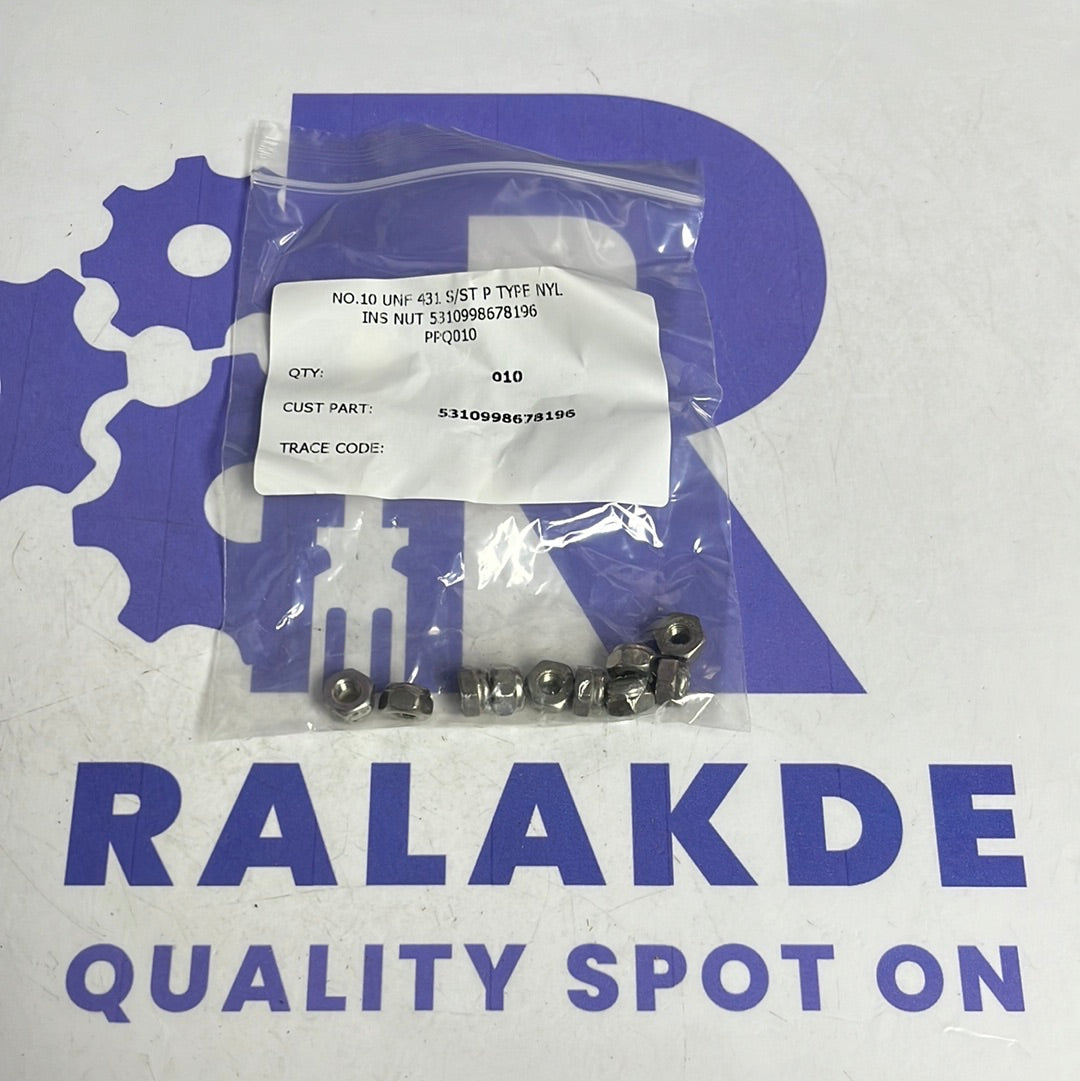 NO.10 UNF 431 S/ST P TYPE NYL
INS NUT 5310998678196
PPQ010
QTY: 010
CUST PART: 5310998678196
TRACE CODE:
R
RALAKDE
QUALITY SPOT ON